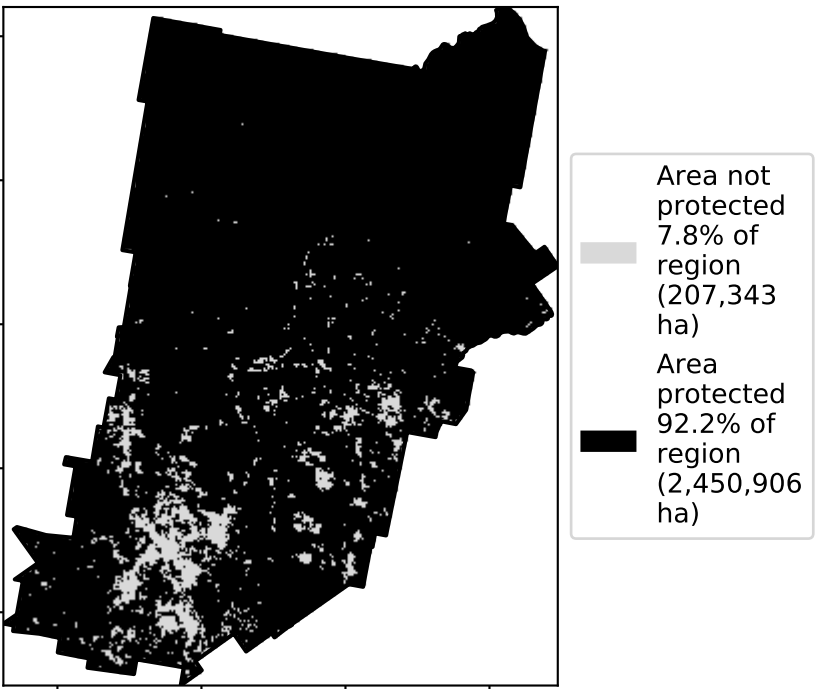 Area not
protected
7.8% of
region
(207,343
ha)
Area
protected
92.2% of
region
(2,450,906
ha)